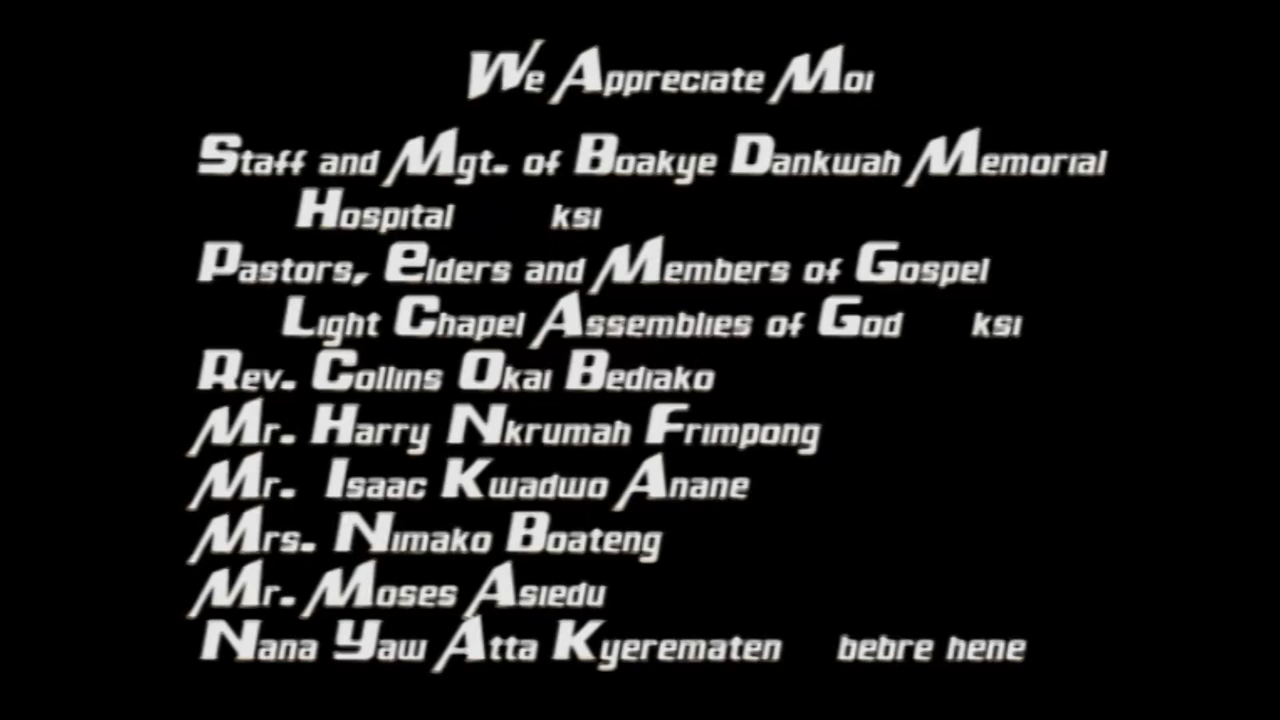 We Appreciate Moi
Staff and Mgt. of Boakye Dankwah Memorial
Hospital ksi
Pastors, elders and Members of Gospel
Light Chapel Assemblies of God ksi
Rev. Collins Okai Bediako
Mr. Harry Nkrumah Frimpong
Mr. Isaac Kwadwo Anane
Mrs. Nimako Boateng
Mr. Moses Asiedu
Nana Yaw Atta Kyerematen bebre hene